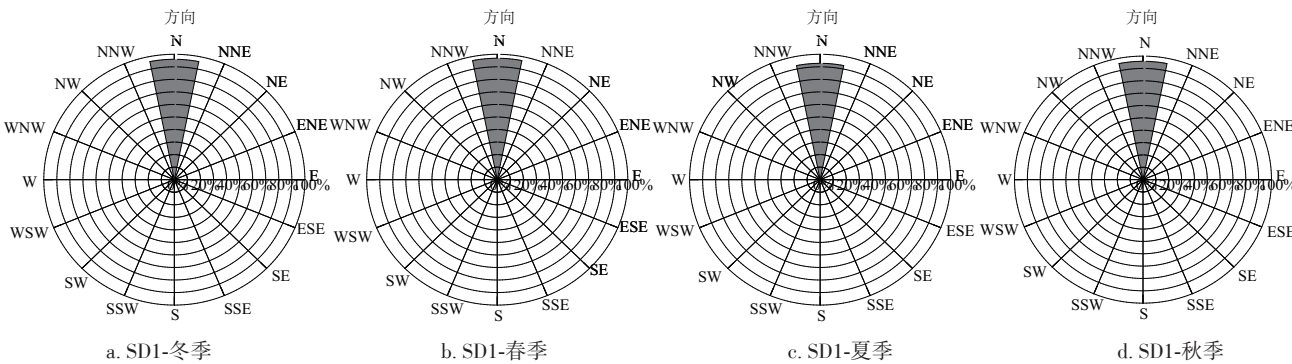 方向
N
NNE
NE
ENE
E
ESE
SE
SSE
S
SSW
SW
WSW
W
WNW
NW
NNW
20%40%60%80%100%
a. SD1-冬季
方向
N
NNE
NE
ENE
E
ESE
SE
SSE
S
SSW
SW
WSW
W
WNW
NW
NNW
20%40%60%80%100%
b. SD1-春季
方向
N
NNE
NE
ENE
E
ESE
SE
SSE
S
SSW
SW
WSW
W
WNW
NW
NNW
20%40%60%80%100%
c. SD1-夏季
方向
N
NNE
NE
ENE
E
ESE
SE
SSE
S
SSW
SW
WSW
W
WNW
NW
NNW
20%40%60%80%100%
d. SD1-秋季